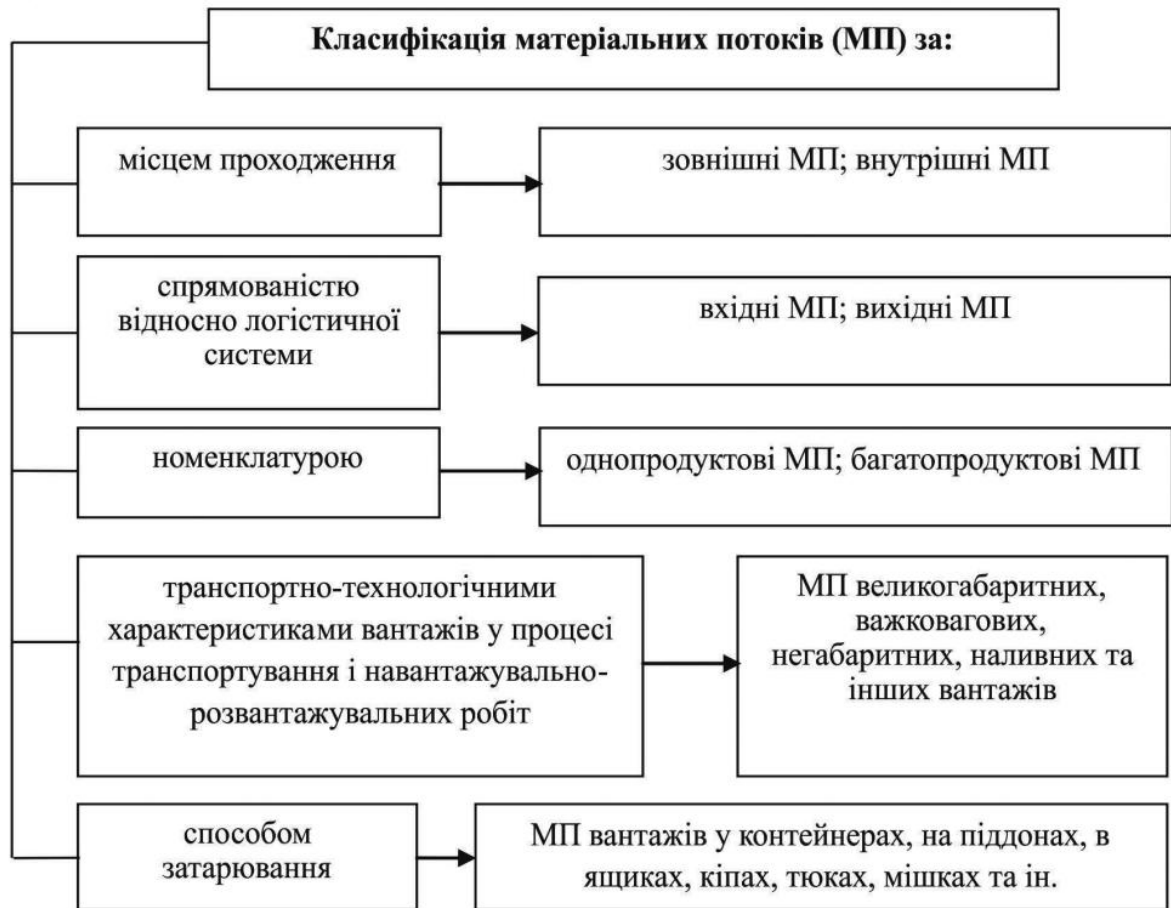 Класифікація матеріальних потоків (МП) за:
місцем проходження
зовнішні МП; внутрішні МП
спрямованістю
відносно логістичної
системи
вхідні МП; вихідні МП
номенклатурою
однопродуктові МП; багатопродуктові МП
транспортно-технологічними
характеристиками вантажів у процесі
транспортування і навантажувально-
розвантажувальних робіт
МП великогабаритних,
важковагових,
негабаритних, наливних та
інших вантажів
способом
затарювання
МП вантажів у контейнерах, на піддонах, в
ящиках, кіпах, тюках, мішках та ін.